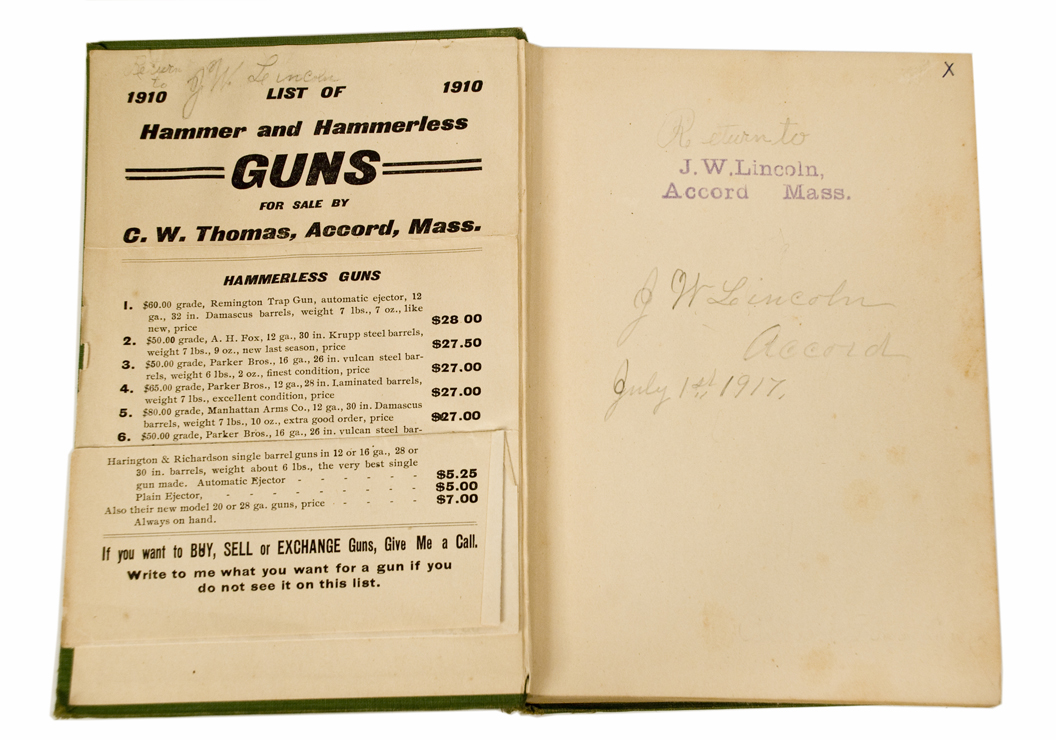 Return
to J W Lincoln
1910 LIST OF 1910
Hammer and Hammerless
GUNS
FOR SALE BY
C. W. Thomas, Accord, Mass.
HAMMERLESS GUNS
1. $60.00 grade, Remington Trap Gun, automatic ejector, 12
ga., 32 in. Damascus barrels, weight 7 lbs., 7 oz., like
new, price $28 00
2. $50.00 grade, A. H. Fox, 12 ga., 30 in. Krupp steel barrels,
weight 7 lbs., 9 oz., new last season, price $27.50
3. $50.00 grade, Parker Bros., 16 ga., 26 in. vulcan steel bar-
rels, weight 6 lbs., 2 oz., finest condition, price $27.00
4. $65.00 grade, Parker Bros., 12 ga., 28 in. Laminated barrels,
weight 7 lbs., excellent condition, price $27.00
5. $80.00 grade, Manhattan Arms Co., 12 ga., 30 in. Damascus
barrels, weight 7 lbs., 10 oz., extra good order, price $27.00
6. $50.00 grade, Parker Bros., 16 ga., 26 in. vulcan steel bar-
Harington & Richardson single barrel guns in 12 or 16 ga., 28 or
30 in. barrels, weight about 6 lbs., the very best single
gun made. Automatic Ejector - - - - - - $5.25
Plain Ejector, - - - - - - - - $5.00
Also their new model 20 or 28 ga. guns, price - - - - $7.00
Always on hand.
If you want to BUY, SELL or EXCHANGE Guns, Give Me a Call.
Write to me what you want for a gun if you
do not see it on this list.
X
Return to
J. W. Lincoln,
Accord Mass.
J W Lincoln
Accord
July 1st 1917.